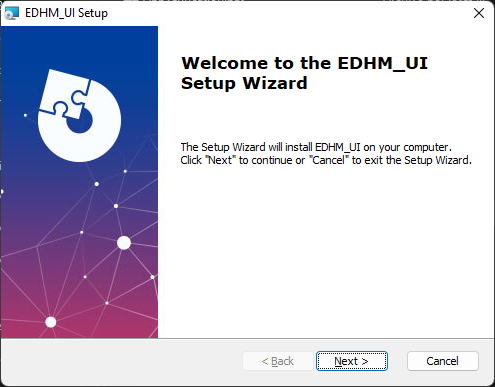 EDHM_UI Setup
Welcome to the EDHM_UI
Setup Wizard
The Setup Wizard will install EDHM_UI on your computer.
Click "Next" to continue or "Cancel" to exit the Setup Wizard.
< Back
Next >
Cancel